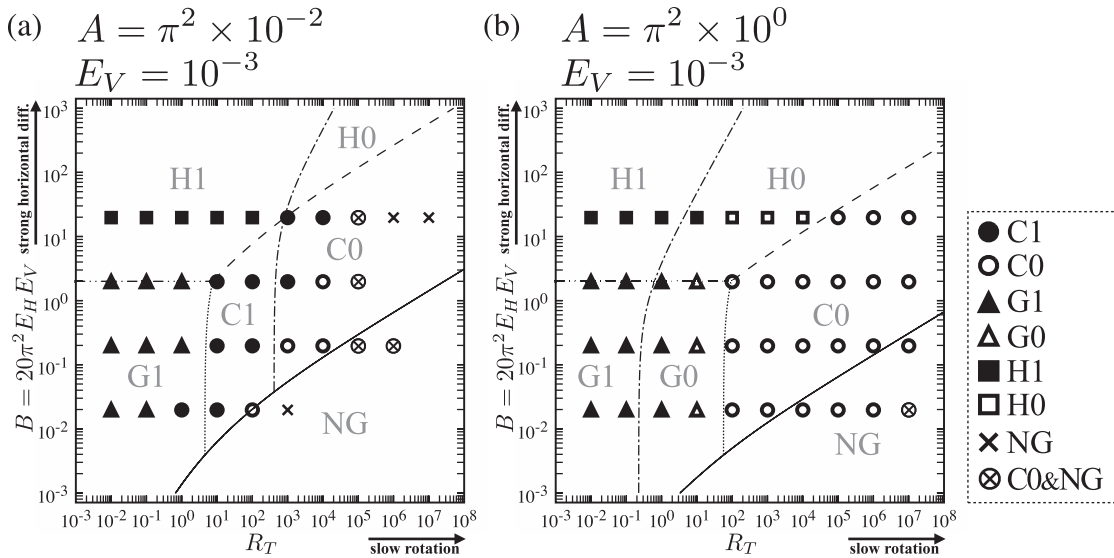 (a) A = π² × 10⁻²
E_V = 10⁻³
(b) A = π² × 10⁰
E_V = 10⁻³
strong horizontal diff.
B = 20π²E_H E_V
10³
10²
10¹
10⁰
10⁻¹
10⁻²
10⁻³
H0
H1
C0
C1
G1
NG
10⁻³ 10⁻² 10⁻¹ 10⁰ 10¹ 10² 10³ 10⁴ 10⁵ 10⁶ 10⁷ 10⁸
R_T
slow rotation
strong horizontal diff.
B = 20π²E_H E_V
10³
10²
10¹
10⁰
10⁻¹
10⁻²
10⁻³
H1
H0
C0
G1
G0
NG
10⁻³ 10⁻² 10⁻¹ 10⁰ 10¹ 10² 10³ 10⁴ 10⁵ 10⁶ 10⁷ 10⁸
R_T
slow rotation
C1
C0
G1
G0
H1
H0
NG
C0&NG